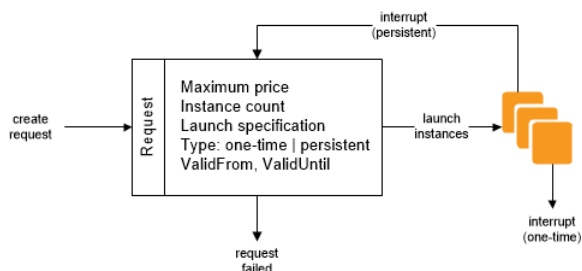 interrupt
(persistent)
create
request
Request
Maximum price
Instance count
Launch specification
Type: one-time | persistent
ValidFrom, ValidUntil
launch
instances
interrupt
(one-time)
request
failed